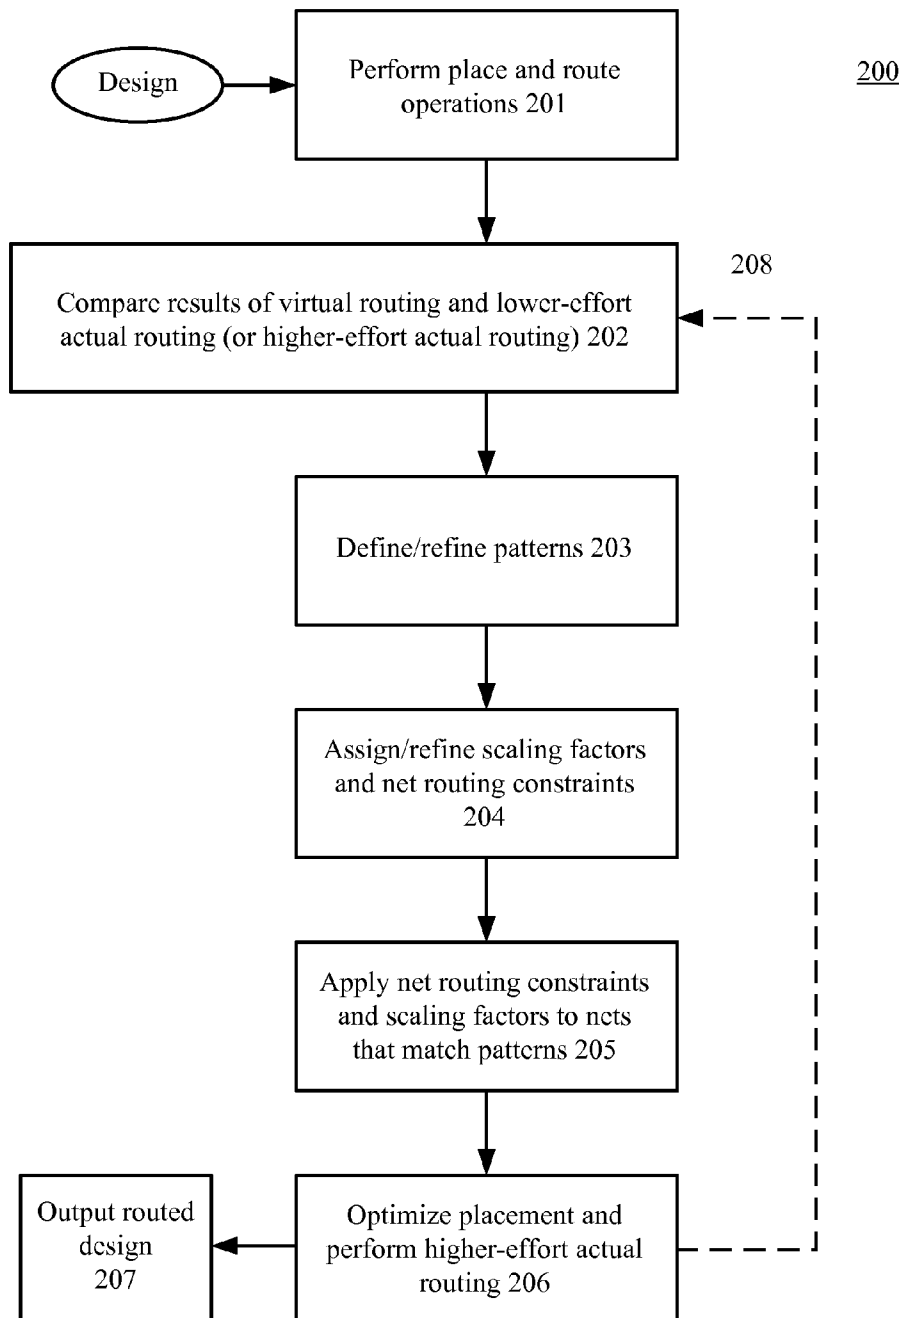 Design
Perform place and route
operations 201
200
Compare results of virtual routing and lower-effort
actual routing (or higher-effort actual routing) 202
208
Define/refine patterns 203
Assign/refine scaling factors
and net routing constraints
204
Apply net routing constraints
and scaling factors to nets
that match patterns 205
Output routed
design
207
Optimize placement and
perform higher-effort actual
routing 206